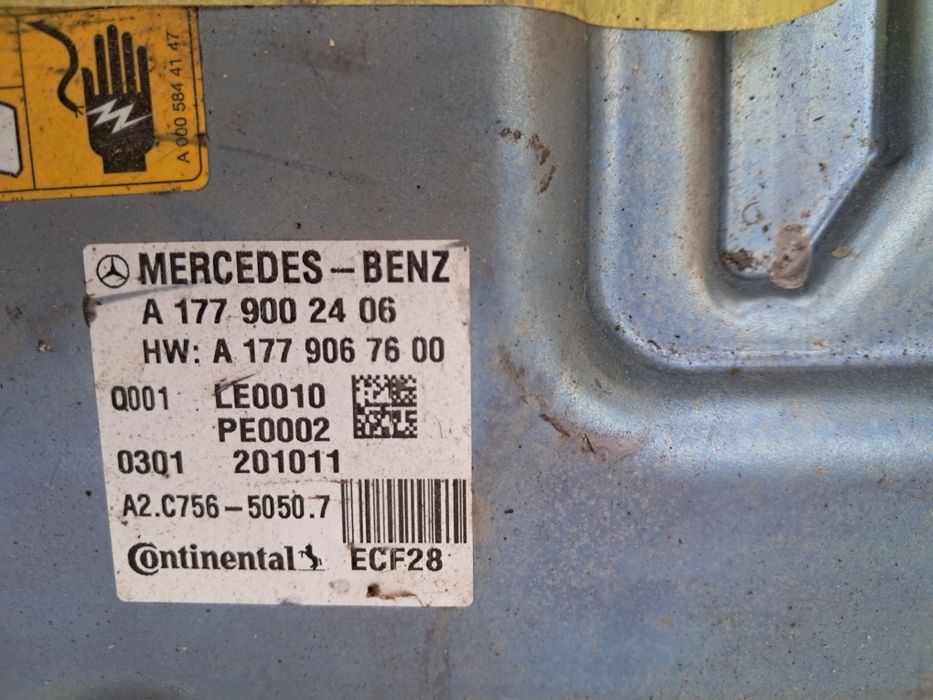 A 000 584 41 47
MERCEDES-BENZ
A 177 900 24 06
HW: A 177 906 76 00
Q001 LE0010
PE0002
03Q1 201011
A2.C756-5050.7
Continental ECF28